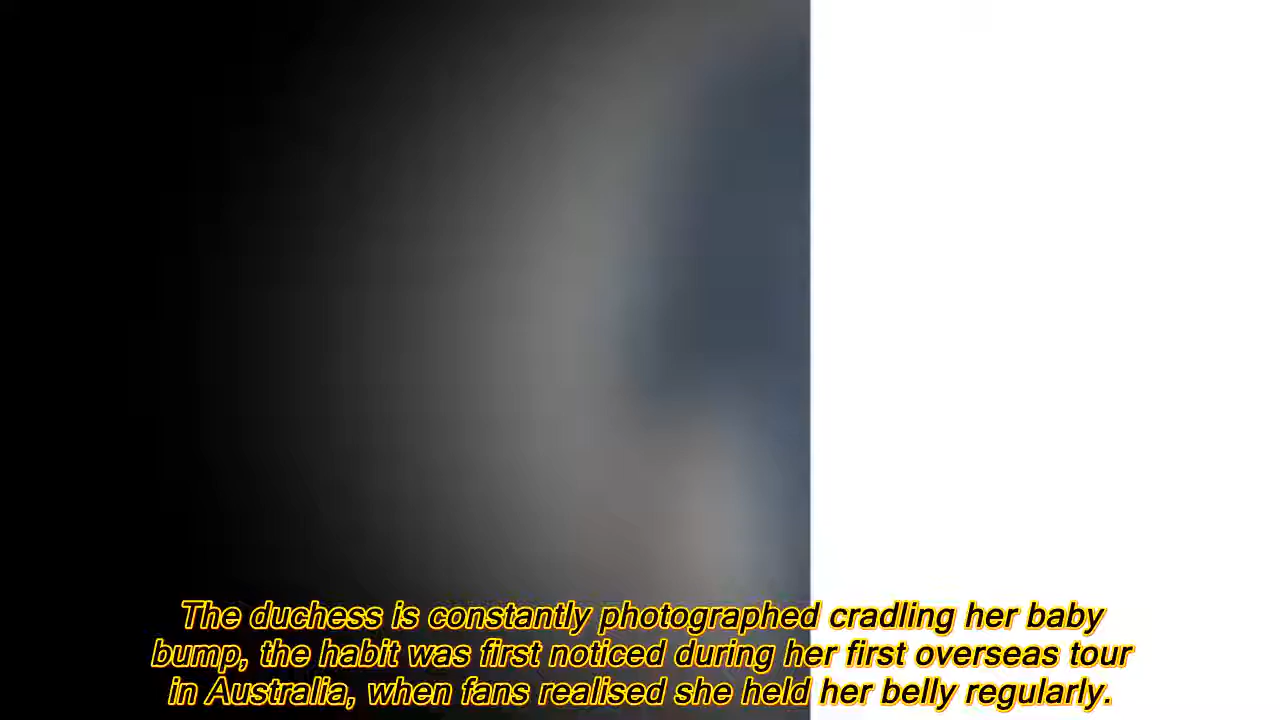 The duchess is constantly photographed cradling her baby
bump, the habit was first noticed during her first overseas tour
in Australia, when fans realised she held her belly regularly.